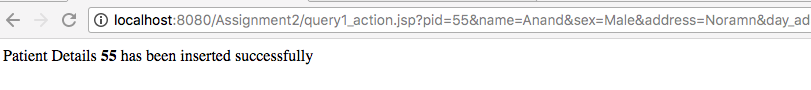 localhost:8080/Assignment2/query1_action.jsp?pid=55&name=Anand&sex=Male&address=Noramn&day_ad
Patient Details 55 has been inserted successfully